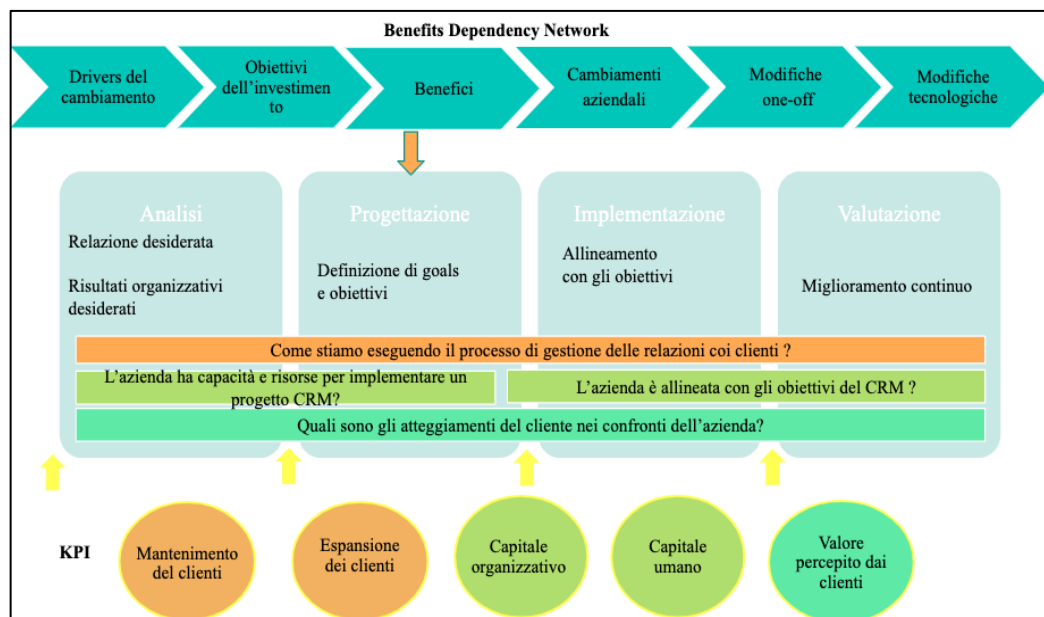 Benefits Dependency Network
Drivers del
cambiamento
Obiettivi
dell'investimen
to
Benefici
Cambiamenti
aziendali
Modifiche
one-off
Modifiche
tecnologiche
Analisi
Relazione desiderata
Risultati organizzativi
desiderati
Progettazione
Definizione di goals
e obiettivi
Implementazione
Allineamento
con gli obiettivi
Valutazione
Miglioramento continuo
Come stiamo eseguendo il processo di gestione delle relazioni coi clienti ?
L'azienda ha capacità e risorse per implementare un
progetto CRM?
L'azienda è allineata con gli obiettivi del CRM ?
Quali sono gli atteggiamenti del cliente nei confronti dell'azienda?
KPI
Mantenimento
del clienti
Espansione
dei clienti
Capitale
organizzativo
Capitale
umano
Valore
percepito dai
clienti